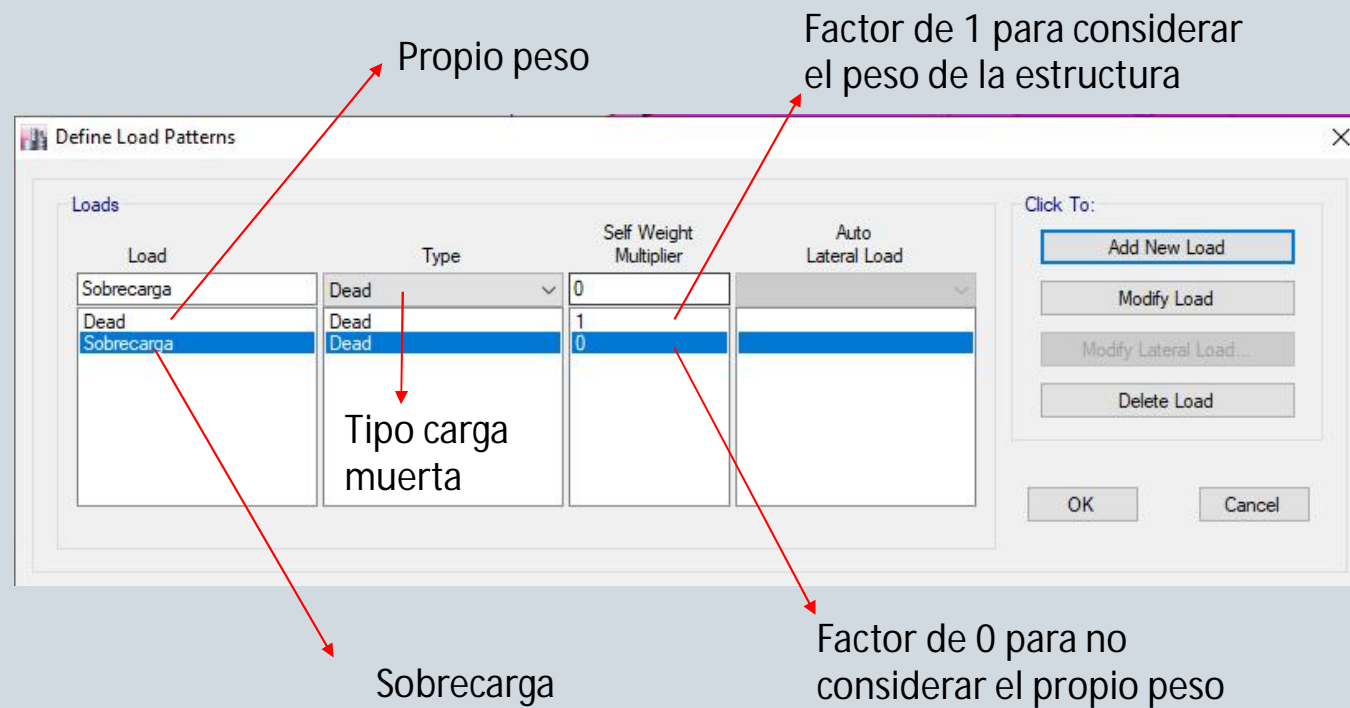 Propio peso
Factor de 1 para considerar
el peso de la estructura
Define Load Patterns
Loads
Click To:
Load
Type
Self Weight
Multiplier
Auto
Lateral Load
Sobrecarga
Dead
0
Dead
Dead
1
Sobrecarga
Dead
0
Add New Load
Modify Load
Modify Lateral Load...
Delete Load
Tipo carga
muerta
OK
Cancel
Sobrecarga
Factor de 0 para no
considerar el propio peso